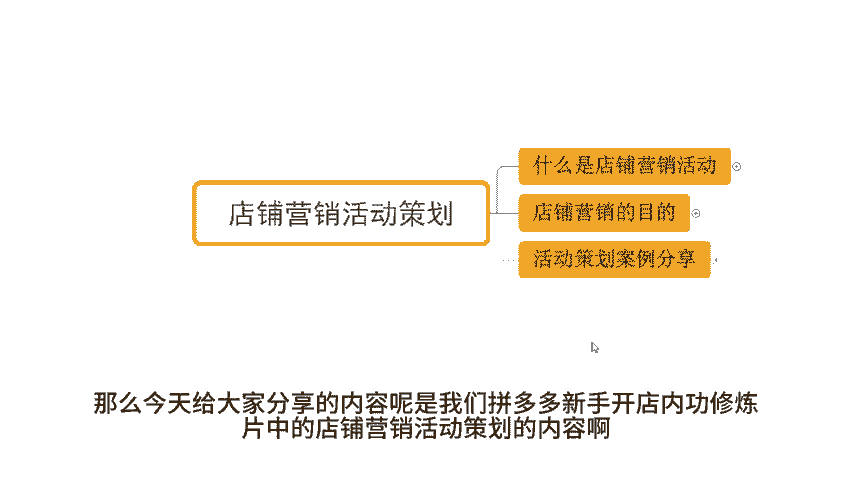 店铺营销活动策划
什么是店铺营销活动
店铺营销的目的
活动策划案例分享
那么今天给大家分享的内容呢是我们拼多多新手开店内功修炼
片中的店铺营销活动策划的内容啊